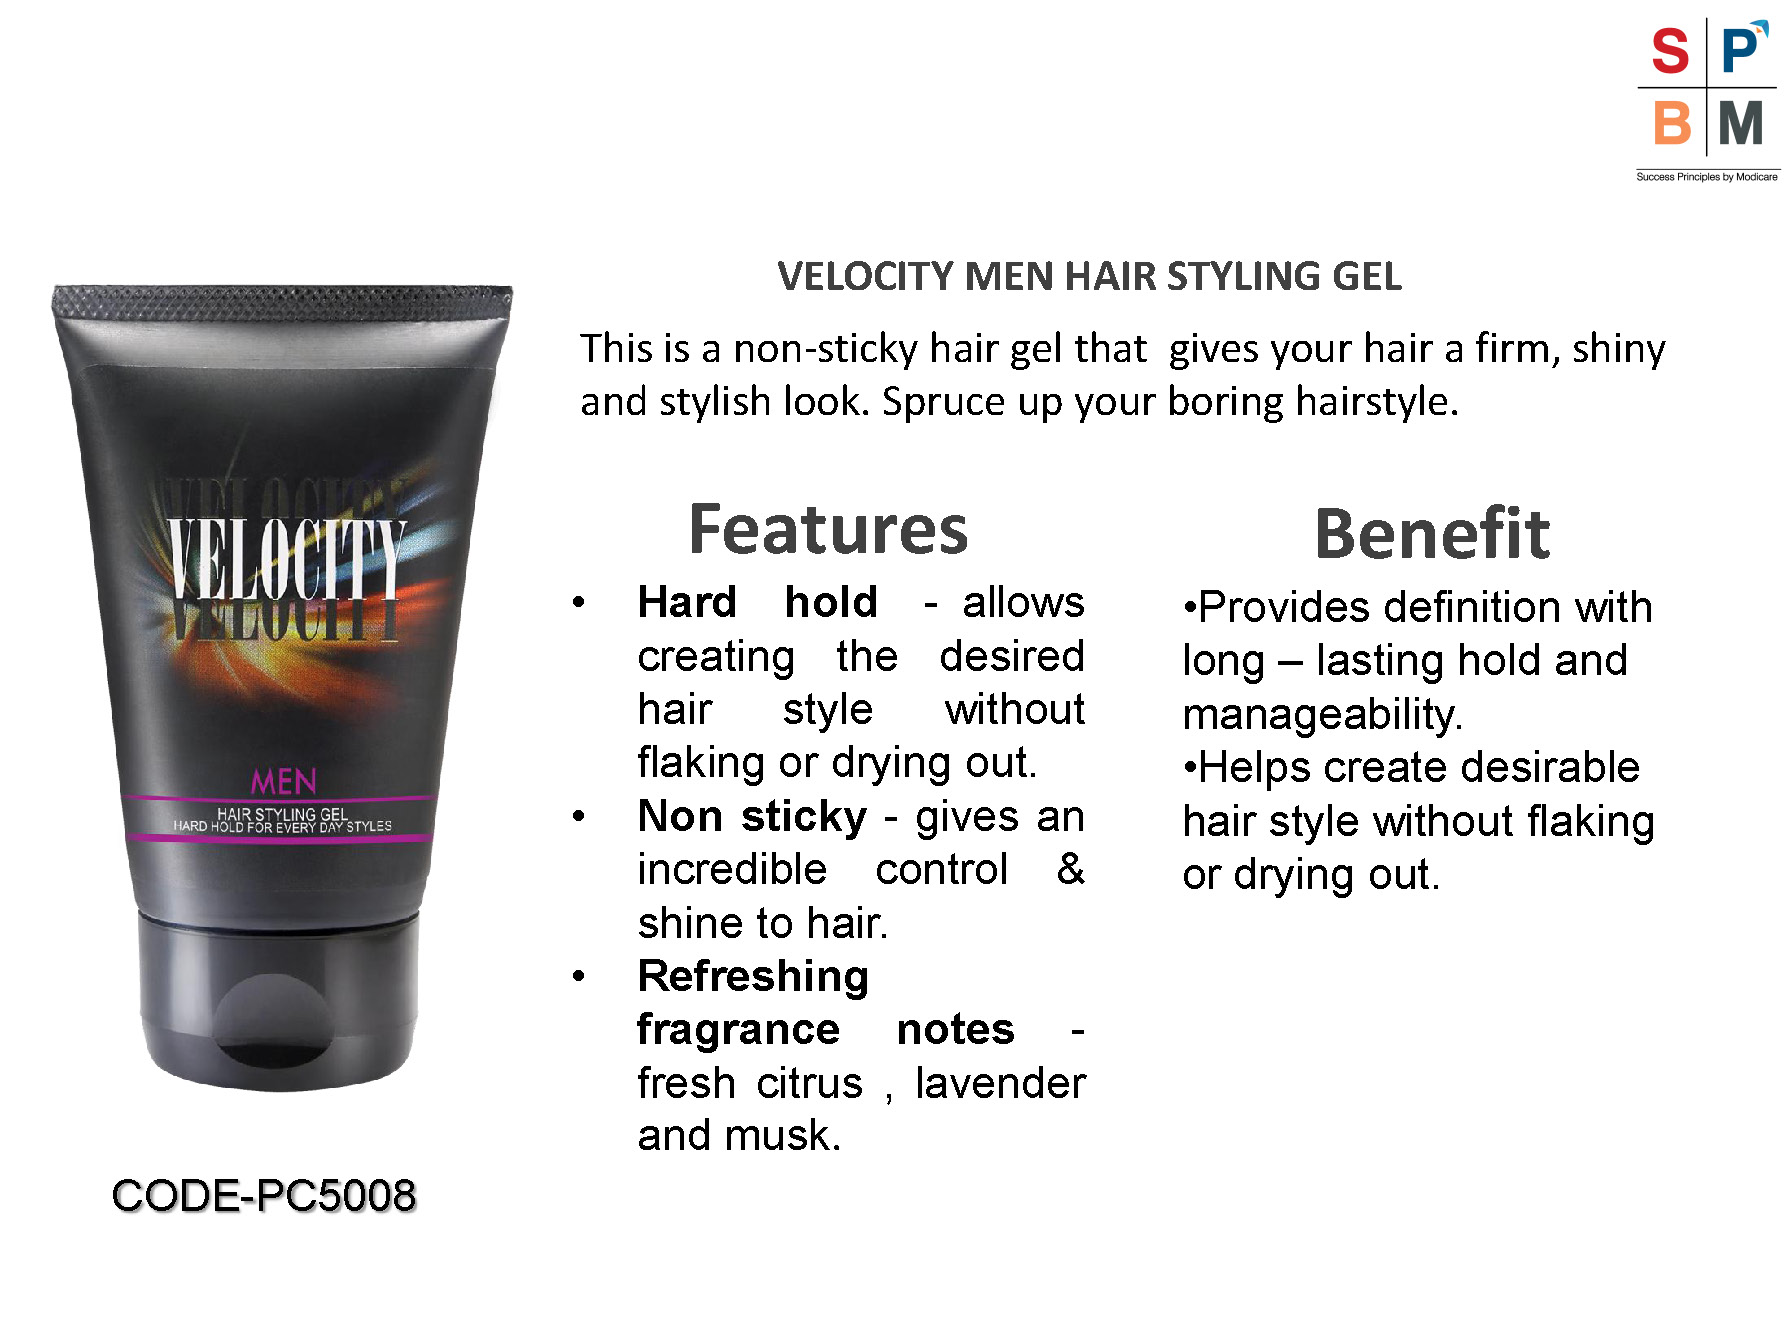 S P
B M
Success Principles by Modicare
VELOCITY MEN HAIR STYLING GEL
This is a non-sticky hair gel that gives your hair a firm, shiny
and stylish look. Spruce up your boring hairstyle.
Features
• Hard hold - allows
creating the desired
hair style without
flaking or drying out.
• Non sticky - gives an
incredible control &
shine to hair.
• Refreshing
fragrance notes -
fresh citrus , lavender
and musk.
Benefit
•Provides definition with
long – lasting hold and
manageability.
•Helps create desirable
hair style without flaking
or drying out.
VELOCITY
VELOCITY
VELOCITY
MEN
HAIR STYLING GEL
HARD HOLD FOR EVERY DAY STYLES
CODE-PC5008